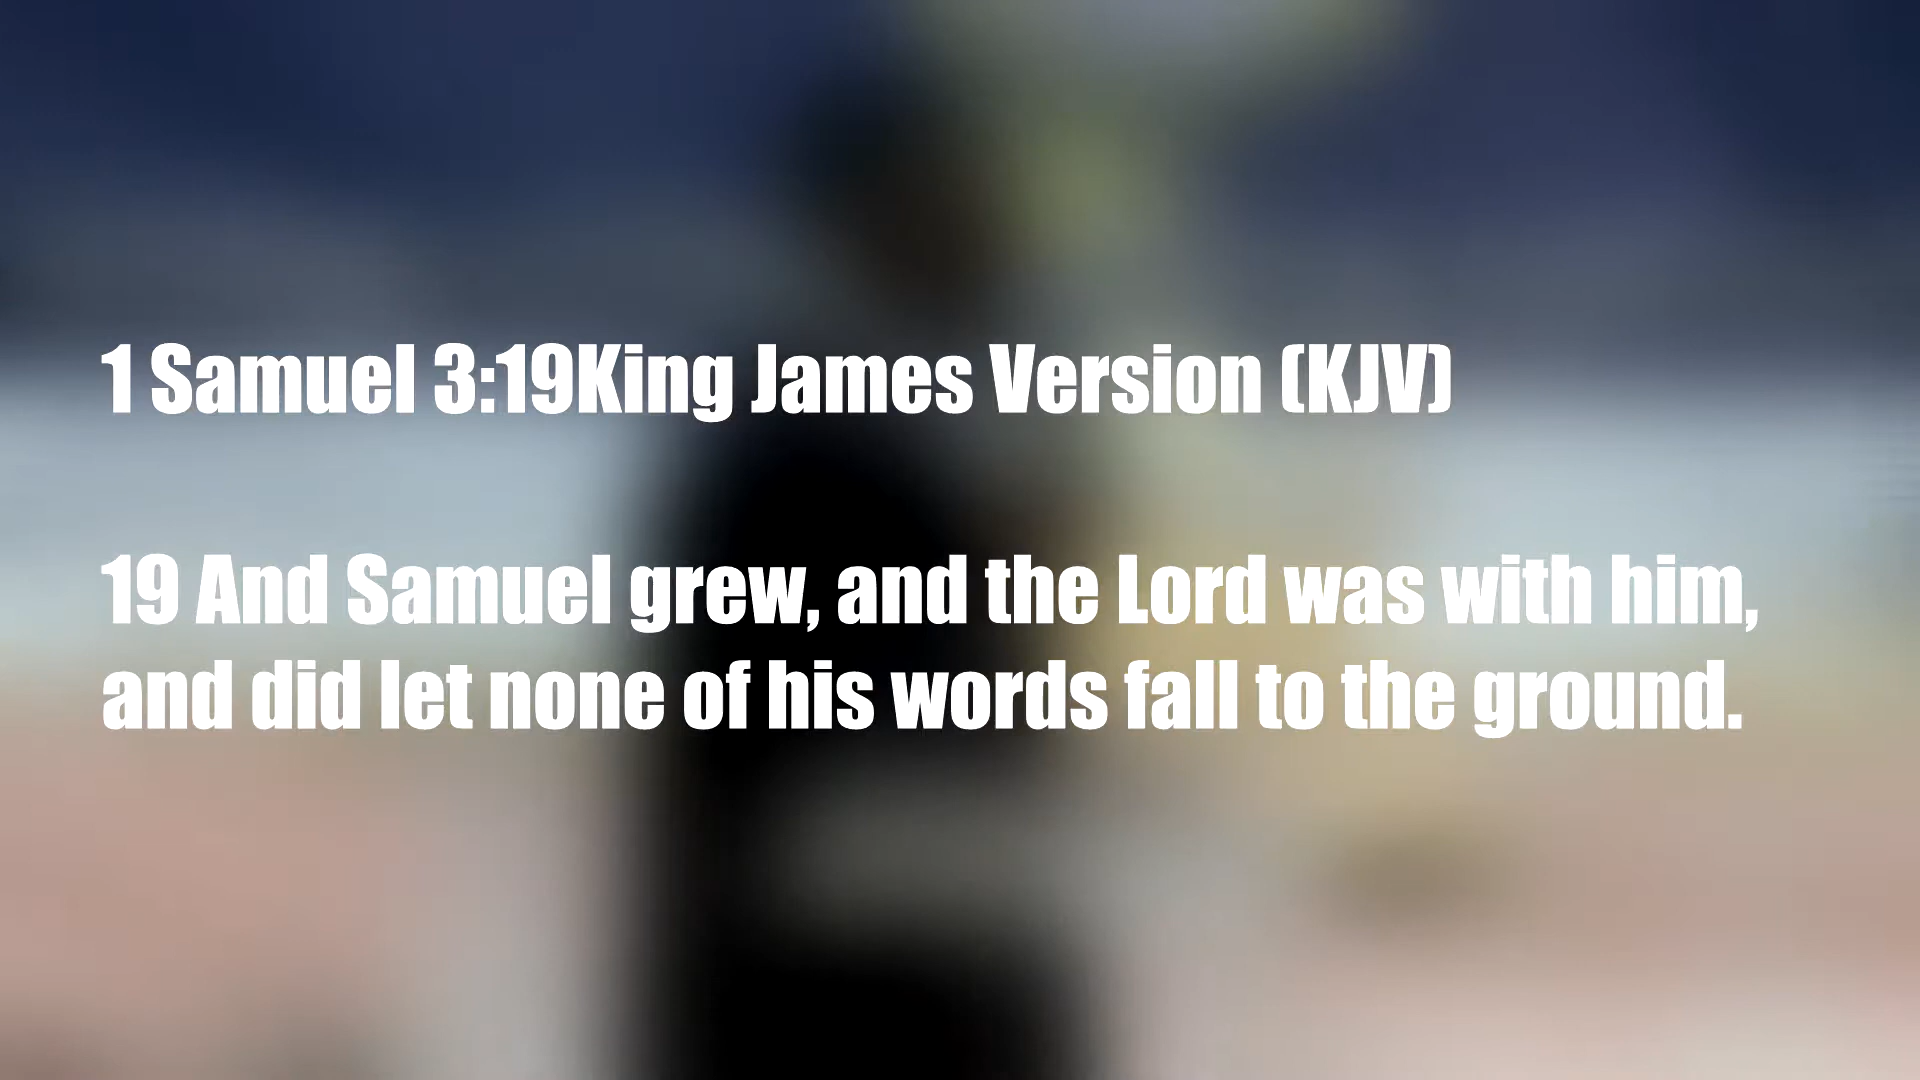 1 Samuel 3:19King James Version (KJV)
19 And Samuel grew, and the Lord was with him,
and did let none of his words fall to the ground.